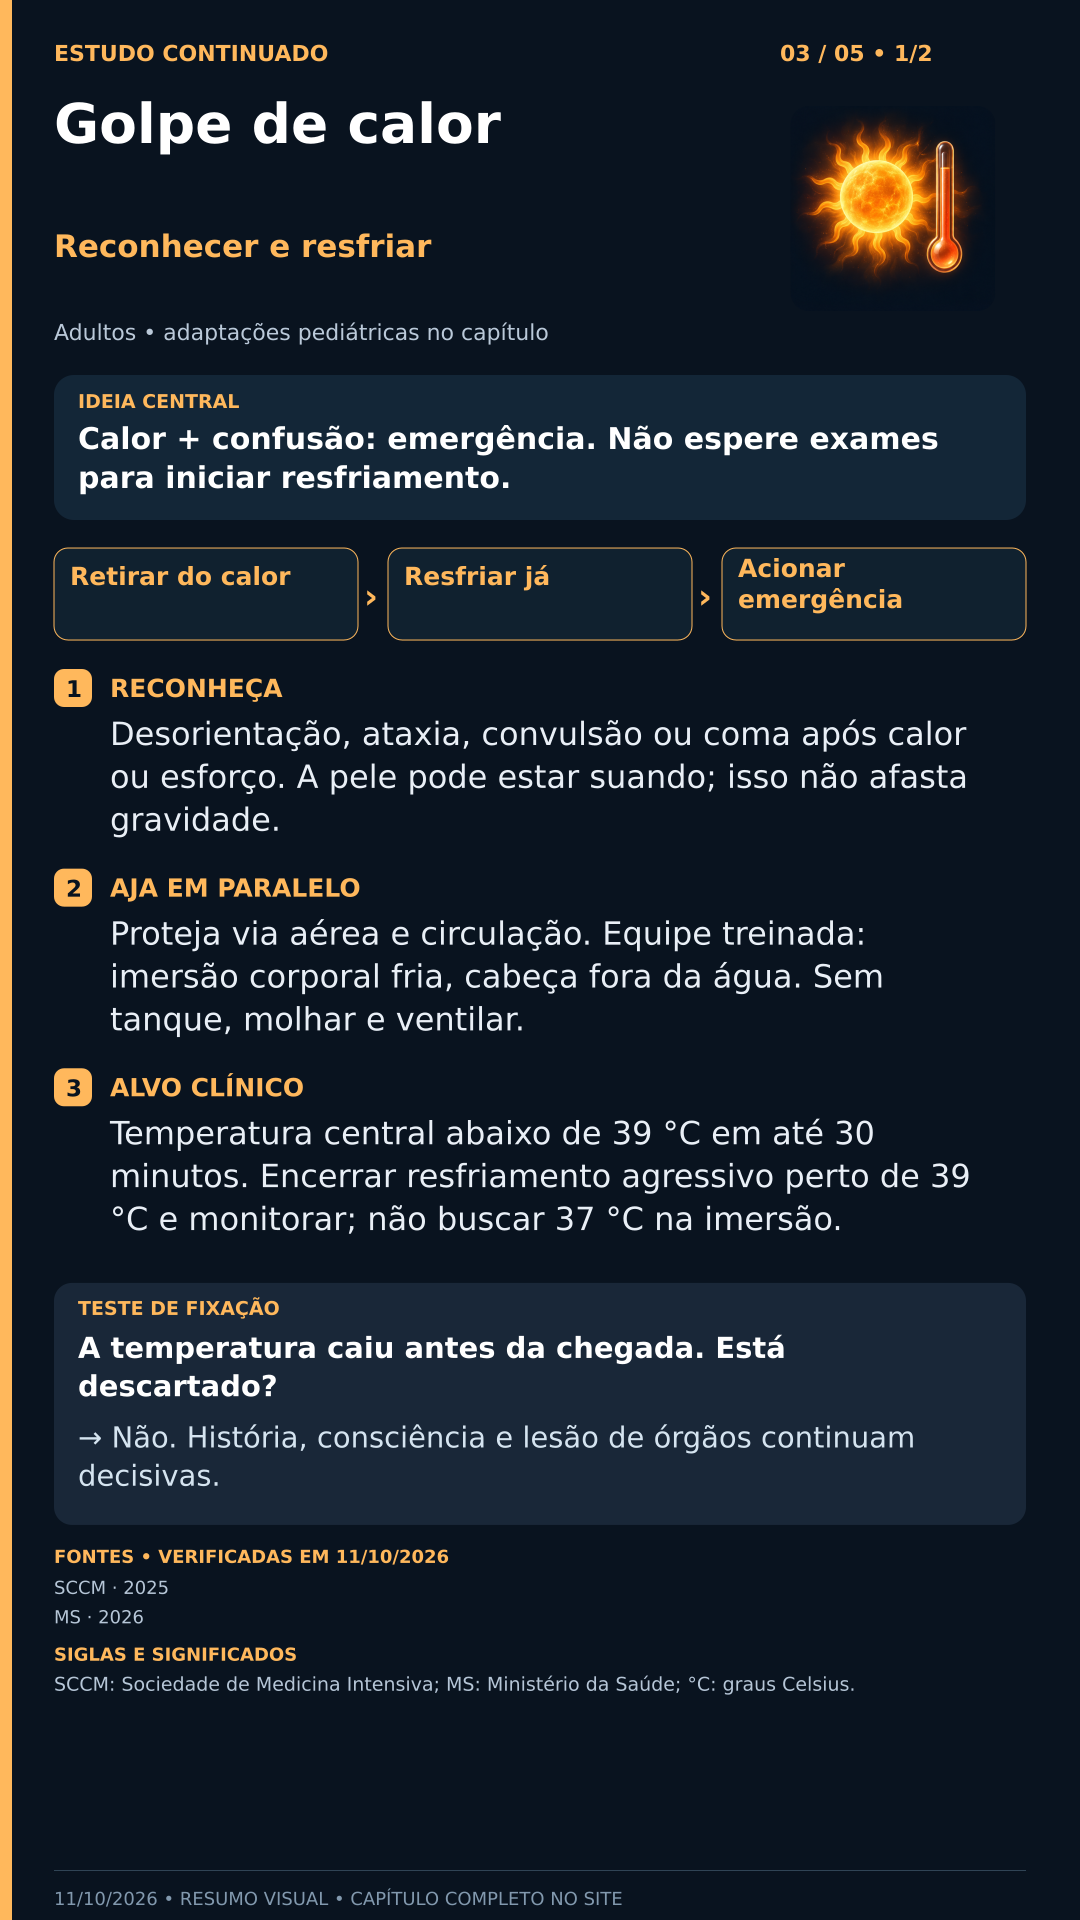 ESTUDO CONTINUADO
03 / 05 • 1/2
Golpe de calor
Reconhecer e resfriar
Adultos • adaptações pediátricas no capítulo
IDEIA CENTRAL
Calor + confusão: emergência. Não espere exames
para iniciar resfriamento.
Retirar do calor
›
Resfriar já
›
Acionar
emergência
1 RECONHEÇA
Desorientação, ataxia, convulsão ou coma após calor
ou esforço. A pele pode estar suando; isso não afasta
gravidade.
2 AJA EM PARALELO
Proteja via aérea e circulação. Equipe treinada:
imersão corporal fria, cabeça fora da água. Sem
tanque, molhar e ventilar.
3 ALVO CLÍNICO
Temperatura central abaixo de 39 °C em até 30
minutos. Encerrar resfriamento agressivo perto de 39
°C e monitorar; não buscar 37 °C na imersão.
TESTE DE FIXAÇÃO
A temperatura caiu antes da chegada. Está
descartado?
→ Não. História, consciência e lesão de órgãos continuam
decisivas.
FONTES • VERIFICADAS EM 11/10/2026
SCCM · 2025
MS · 2026
SIGLAS E SIGNIFICADOS
SCCM: Sociedade de Medicina Intensiva; MS: Ministério da Saúde; °C: graus Celsius.
11/10/2026 • RESUMO VISUAL • CAPÍTULO COMPLETO NO SITE